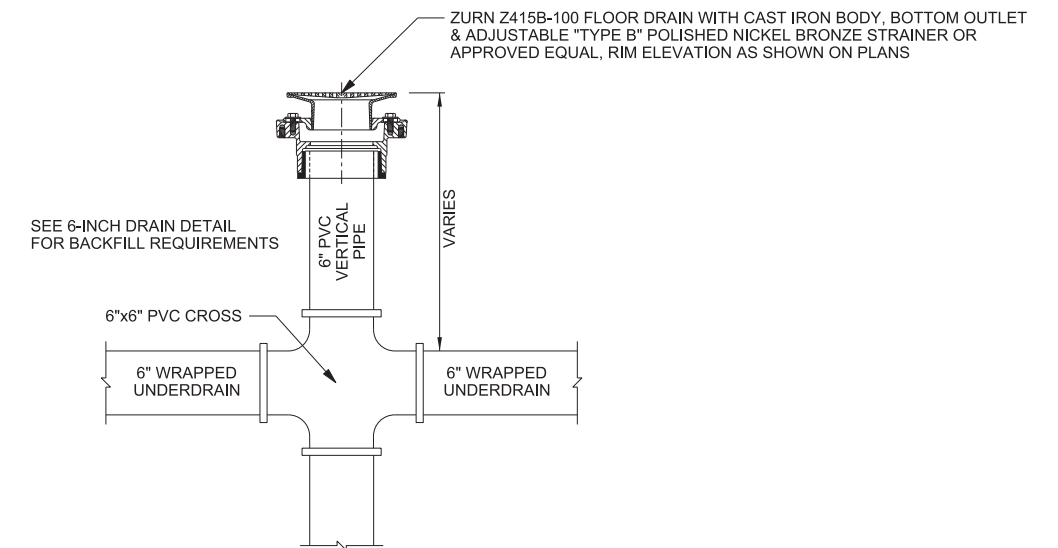 ZURN Z415B-100 FLOOR DRAIN WITH CAST IRON BODY, BOTTOM OUTLET
& ADJUSTABLE "TYPE B" POLISHED NICKEL BRONZE STRAINER OR
APPROVED EQUAL, RIM ELEVATION AS SHOWN ON PLANS
SEE 6-INCH DRAIN DETAIL
FOR BACKFILL REQUIREMENTS
6" PVC
VERTICAL
PIPE
VARIES
6"x6" PVC CROSS
6" WRAPPED
UNDERDRAIN
6" WRAPPED
UNDERDRAIN